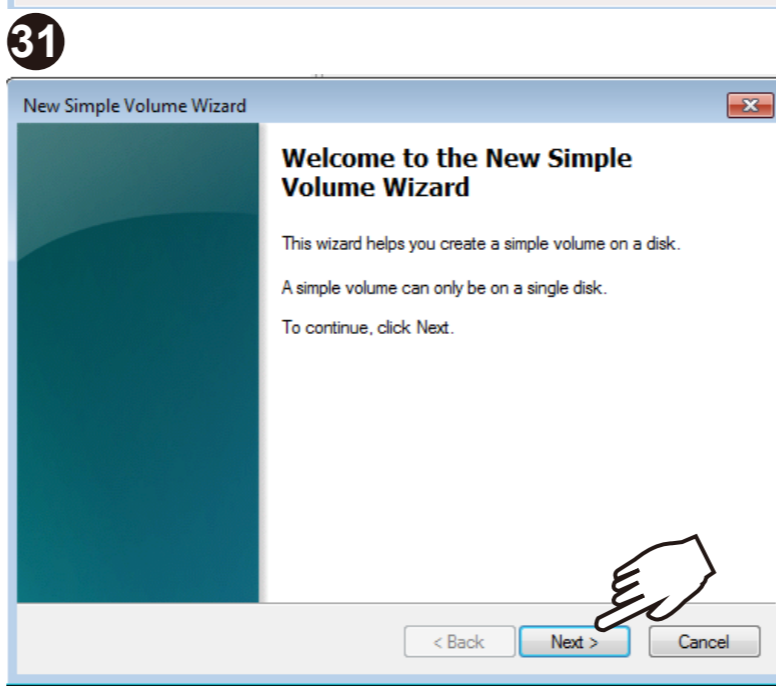 31
New Simple Volume Wizard
Welcome to the New Simple
Volume Wizard
This wizard helps you create a simple volume on a disk.
A simple volume can only be on a single disk.
To continue, click Next.
< Back Next > Cancel